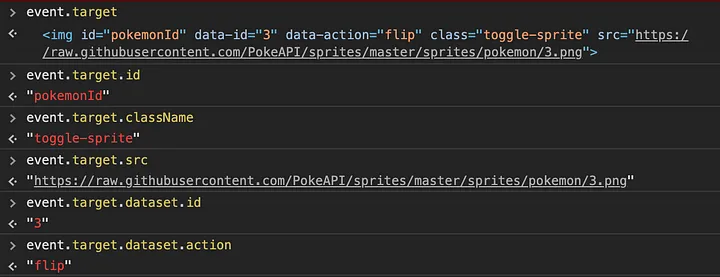 event.target
<img id="pokemonId" data-id="3" data-action="flip" class="toggle-sprite" src="https:/
/raw.githubusercontent.com/PokeAPI/sprites/master/sprites/pokemon/3.png">
event.target.id
"pokemonId"
event.target.className
"toggle-sprite"
event.target.src
"https://raw.githubusercontent.com/PokeAPI/sprites/master/sprites/pokemon/3.png"
event.target.dataset.id
"3"
event.target.dataset.action
"flip"